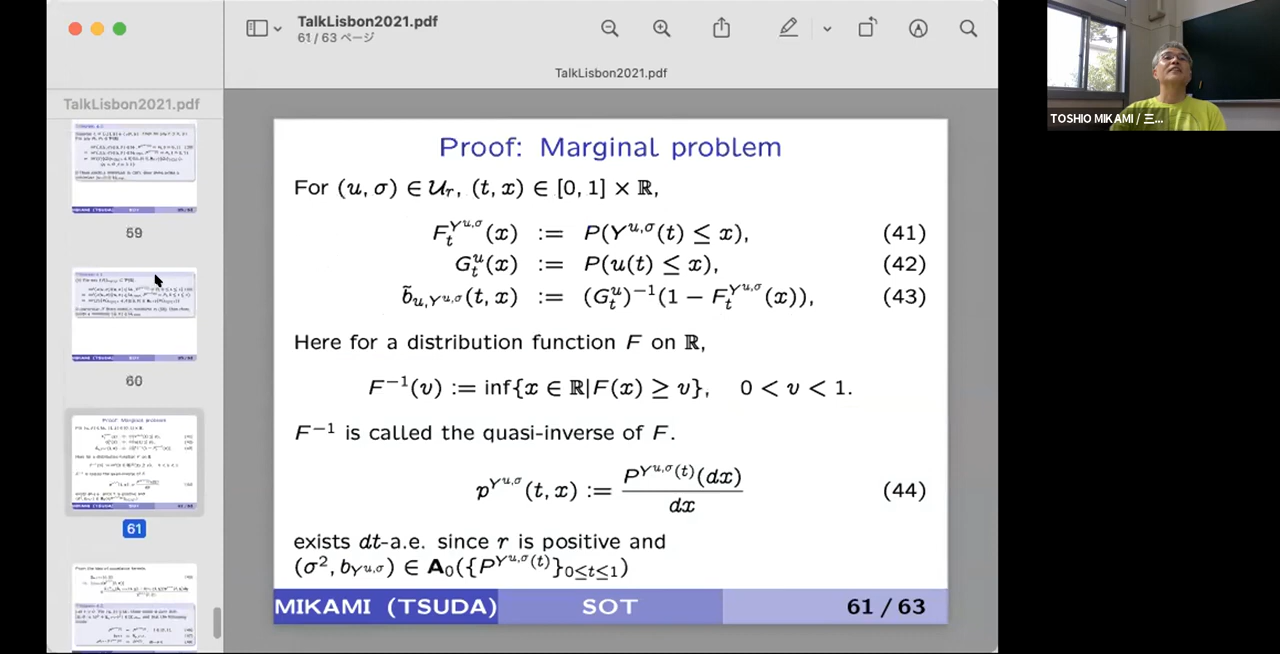 TalkLisbon2021.pdf
61 / 63 ページ
TalkLisbon2021.pdf
TalkLisbon2021.pdf
59
60
61
Proof: Marginal problem
For (u, σ) ∈ 𝒰_r, (t, x) ∈ [0, 1] × ℝ,
F_t^{Y^{u,σ}}(x) := P(Y^{u,σ}(t) ≤ x), (41)
G_t^u(x) := P(u(t) ≤ x), (42)
b̃_{u,Y^{u,σ}}(t, x) := (G_t^u)^{-1}(1 − F_t^{Y^{u,σ}}(x)), (43)
Here for a distribution function F on ℝ,
F^{-1}(v) := inf{x ∈ ℝ|F(x) ≥ v}, 0 < v < 1.
F^{-1} is called the quasi-inverse of F.
p^{Y^{u,σ}}(t, x) := P^{Y^{u,σ}(t)}(dx) / dx (44)
exists dt-a.e. since r is positive and
(σ², b_{Y^{u,σ}}) ∈ A_0({P^{Y^{u,σ}(t)}}_{0≤t≤1})
MIKAMI (TSUDA) SOT 61 / 63
TOSHIO MIKAMI / 三...